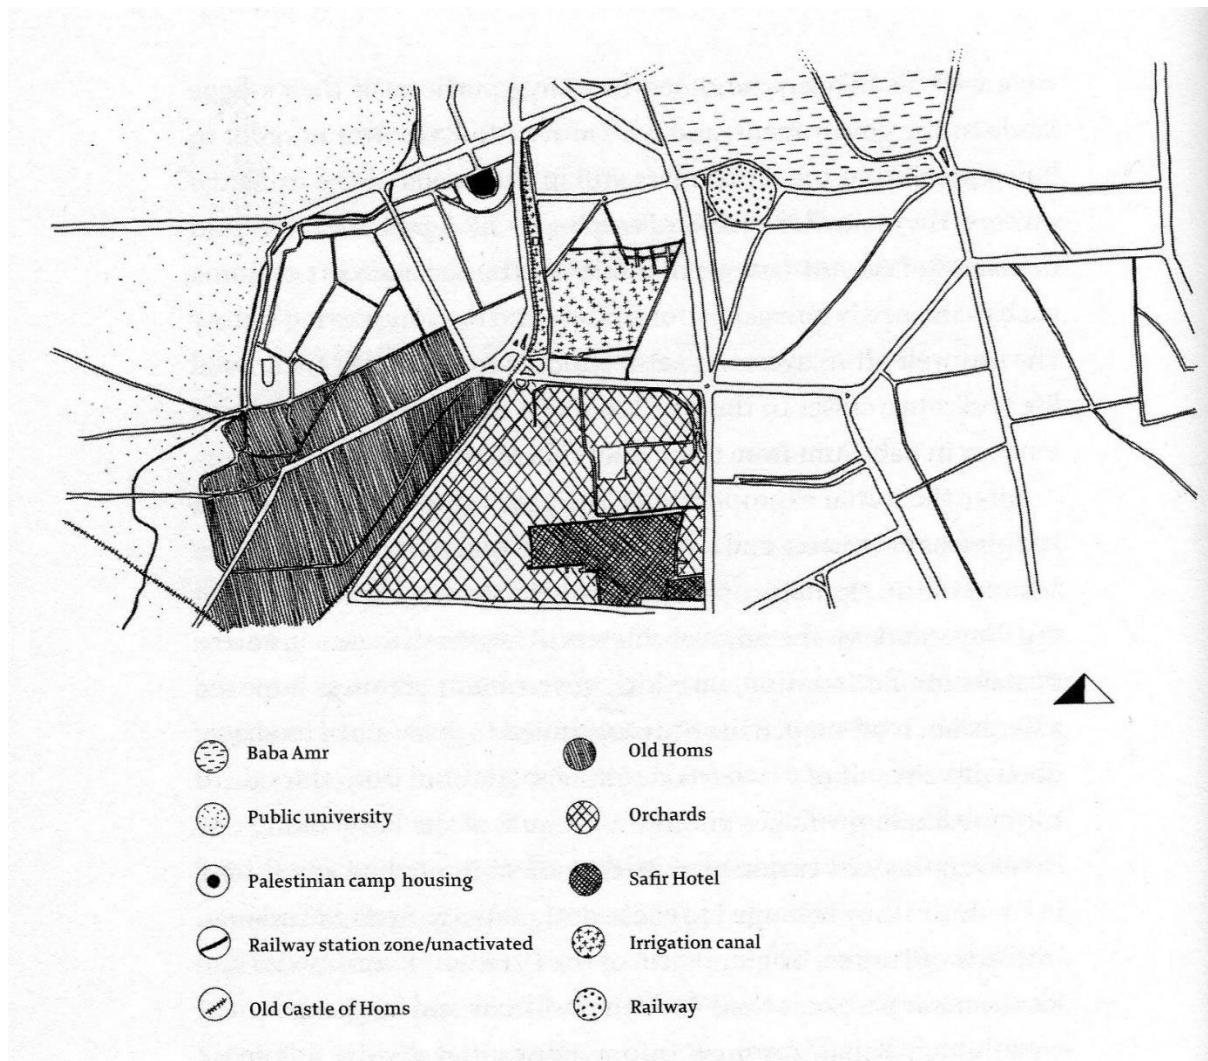 Baba Amr
Public university
Palestinian camp housing
Railway station zone/unactivated
Old Castle of Homs
Old Homs
Orchards
Safir Hotel
Irrigation canal
Railway